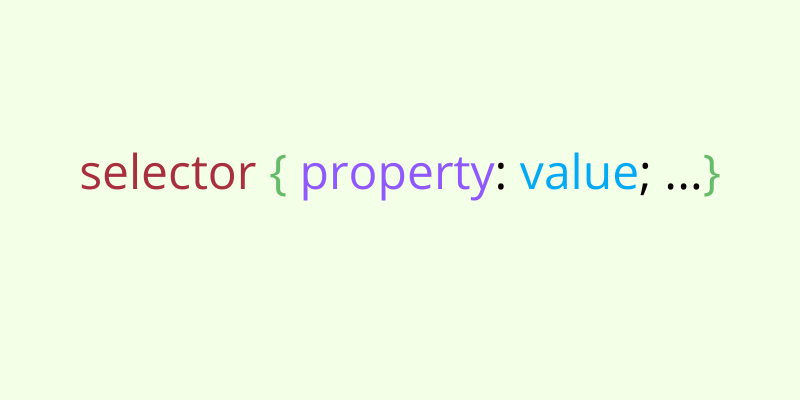 selector { property: value; ...}